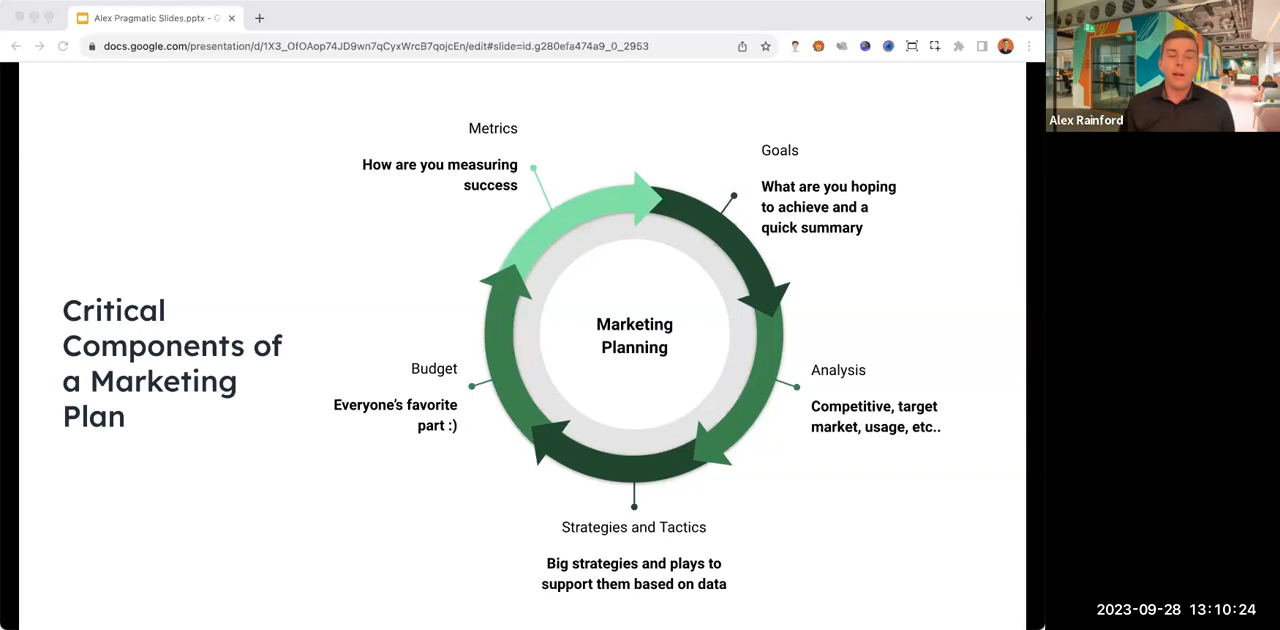 Alex Pragmatic Slides.pptx - G
docs.google.com/presentation/d/1X3_OfOAop74JD9wn7qCyxWrcB7qojcEn/edit#slide=id.g280efa474a9_0_2953
Alex Rainford
Metrics
How are you measuring
success
Goals
What are you hoping
to achieve and a
quick summary
Critical
Components of
a Marketing
Plan
Marketing
Planning
Budget
Everyone's favorite
part :)
Analysis
Competitive, target
market, usage, etc..
Strategies and Tactics
Big strategies and plays to
support them based on data
2023-09-28 13:10:24